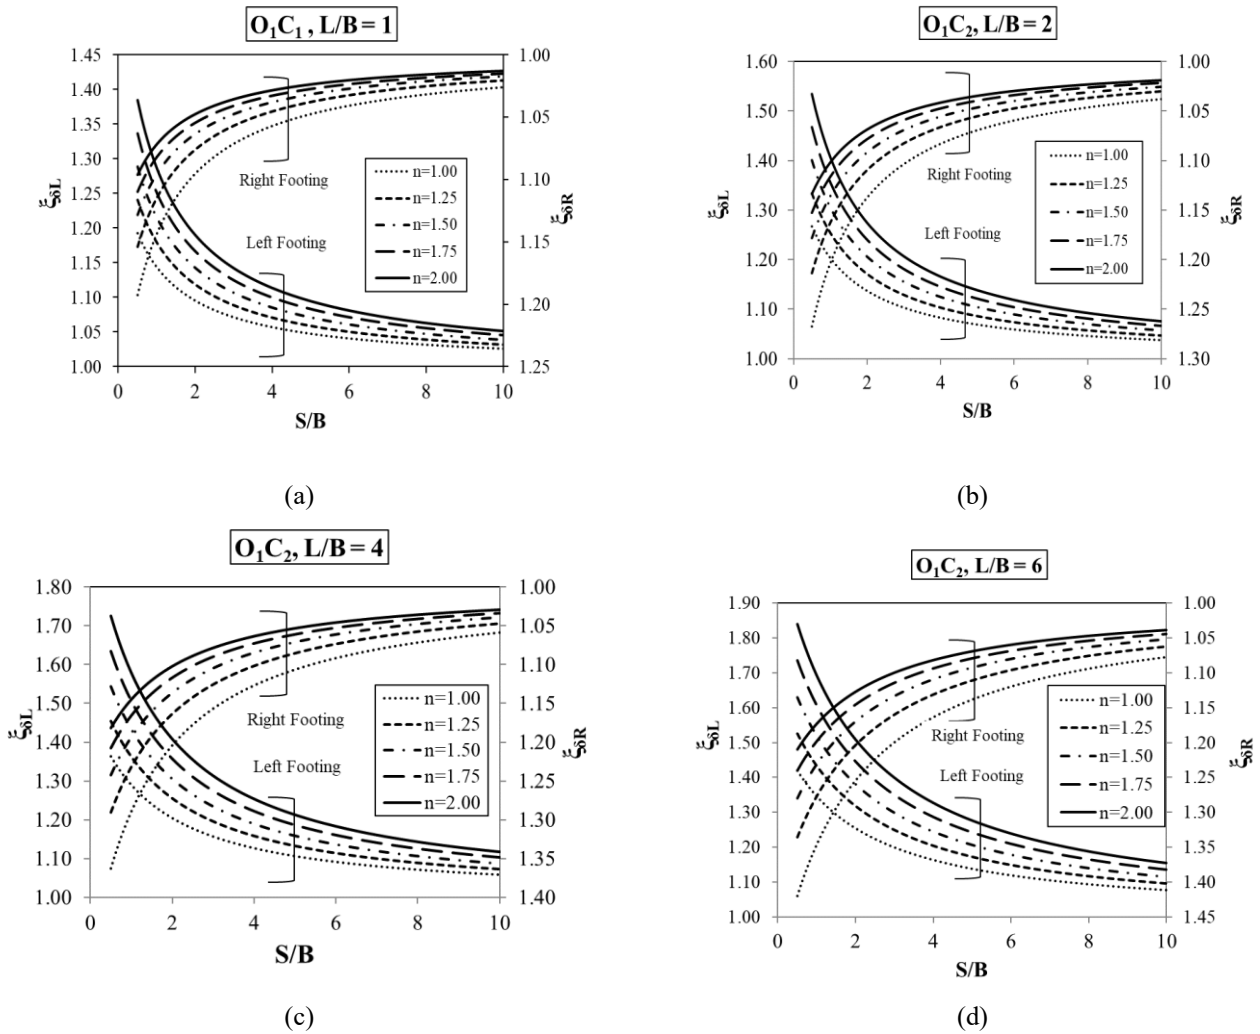 O₁C₁ , L/B = 1
1.45
1.40
1.35
1.30
1.25
1.20
1.15
1.10
1.05
1.00
ξδL
1.00
1.05
1.10
1.15
1.20
1.25
ξδR
Right Footing
Left Footing
n=1.00
n=1.25
n=1.50
n=1.75
n=2.00
0 2 4 6 8 10
S/B
(a)
O₁C₂, L/B = 2
1.60
1.50
1.40
1.30
1.20
1.10
1.00
ξδL
1.00
1.05
1.10
1.15
1.20
1.25
1.30
ξδR
Right Footing
Left Footing
n=1.00
n=1.25
n=1.50
n=1.75
n=2.00
0 2 4 6 8 10
S/B
(b)
O₁C₂, L/B = 4
1.80
1.70
1.60
1.50
1.40
1.30
1.20
1.10
1.00
ξδL
1.00
1.05
1.10
1.15
1.20
1.25
1.30
1.35
1.40
ξδR
Right Footing
Left Footing
n=1.00
n=1.25
n=1.50
n=1.75
n=2.00
0 2 4 6 8 10
S/B
(c)
O₁C₂, L/B = 6
1.90
1.80
1.70
1.60
1.50
1.40
1.30
1.20
1.10
1.00
ξδL
1.00
1.05
1.10
1.15
1.20
1.25
1.30
1.35
1.40
1.45
ξδR
Right Footing
Left Footing
n=1.00
n=1.25
n=1.50
n=1.75
n=2.00
0 2 4 6 8 10
S/B
(d)